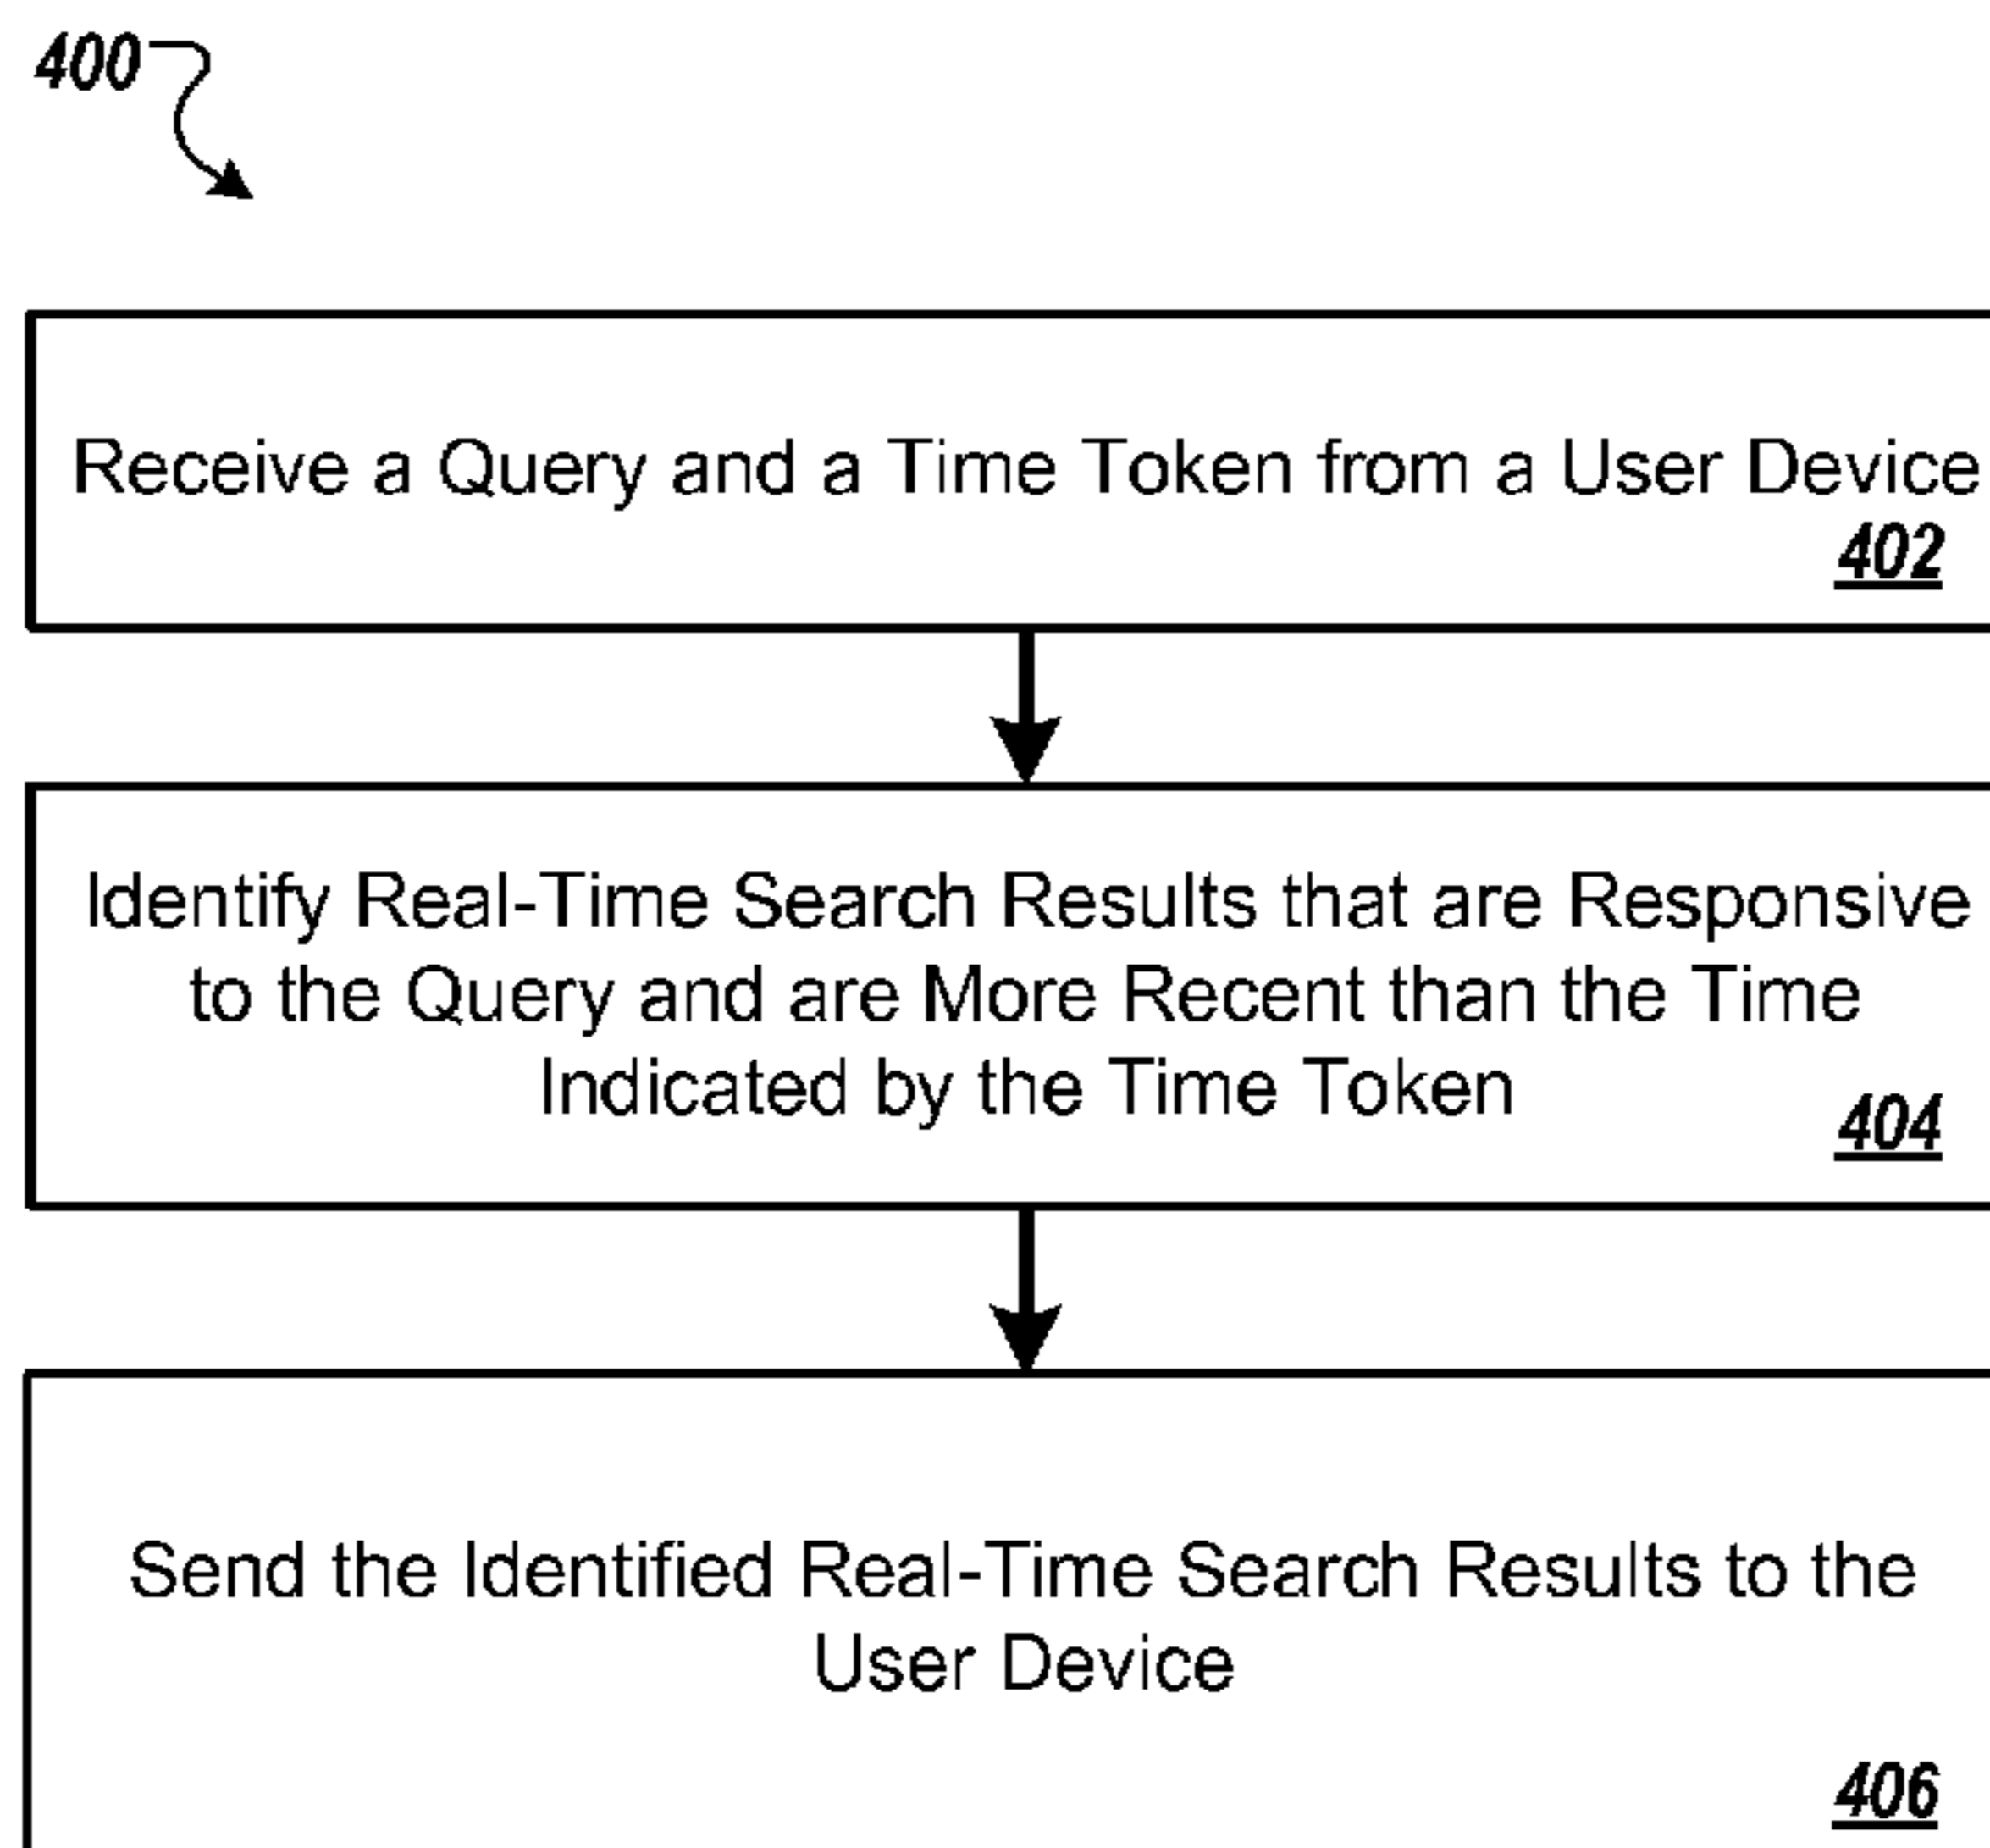 400
Receive a Query and a Time Token from a User Device
402
Identify Real-Time Search Results that are Responsive
to the Query and are More Recent than the Time
Indicated by the Time Token
404
Send the Identified Real-Time Search Results to the
User Device
406